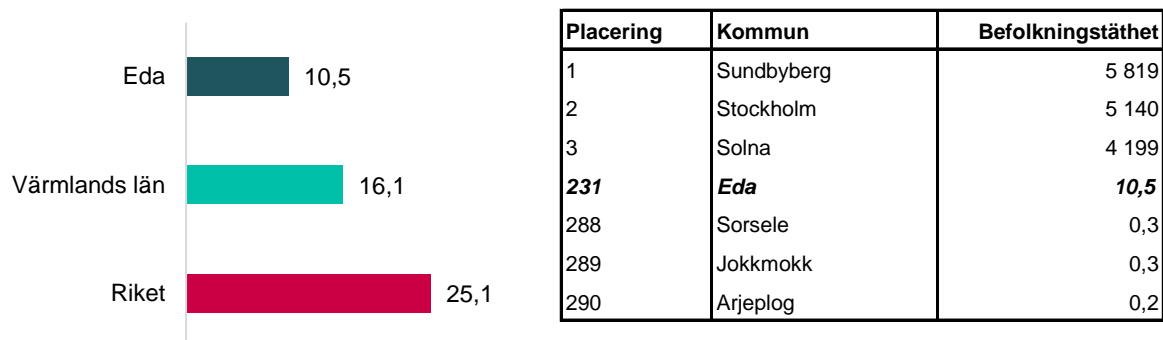 Eda 10,5
Värmlands län 16,1
Riket 25,1
Placering Kommun Befolkningstäthet
1 Sundbyberg 5 819
2 Stockholm 5 140
3 Solna 4 199
231 Eda 10,5
288 Sorsele 0,3
289 Jokkmokk 0,3
290 Arjeplog 0,2